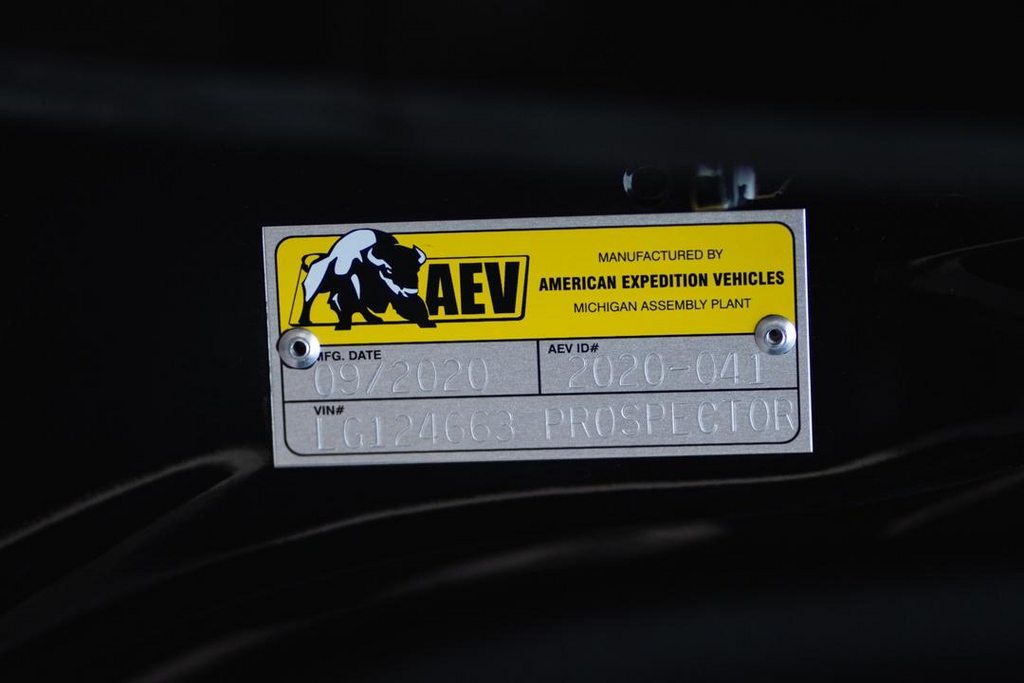 AEV
MANUFACTURED BY
AMERICAN EXPEDITION VEHICLES
MICHIGAN ASSEMBLY PLANT
MFG. DATE
09/2020
AEV ID#
2020-041
VIN#
LG124663 PROSPECTOR